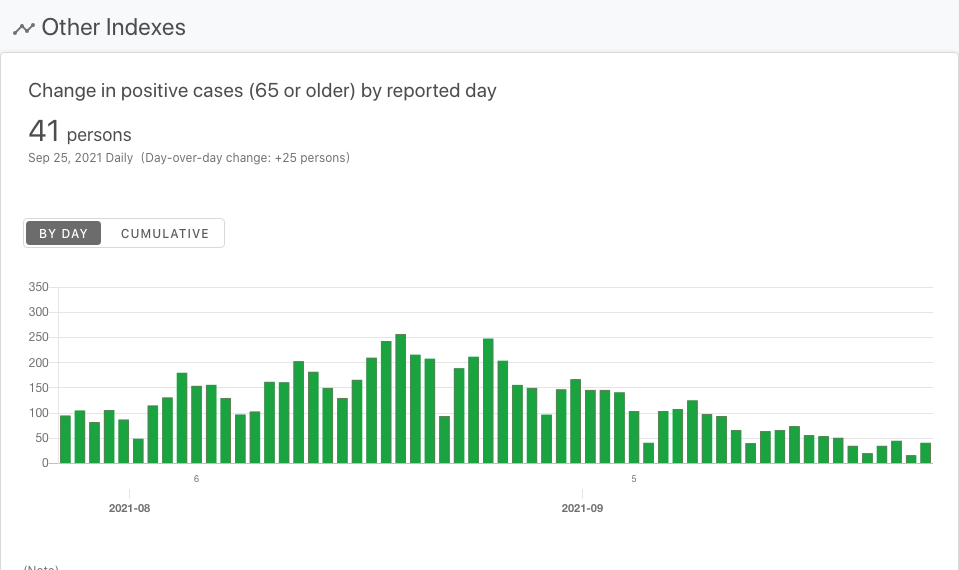 Other Indexes
Change in positive cases (65 or older) by reported day
41 persons
Sep 25, 2021 Daily (Day-over-day change: +25 persons)
BY DAY CUMULATIVE
350
300
250
200
150
100
50
0
6 5
2021-08 2021-09
(Note)